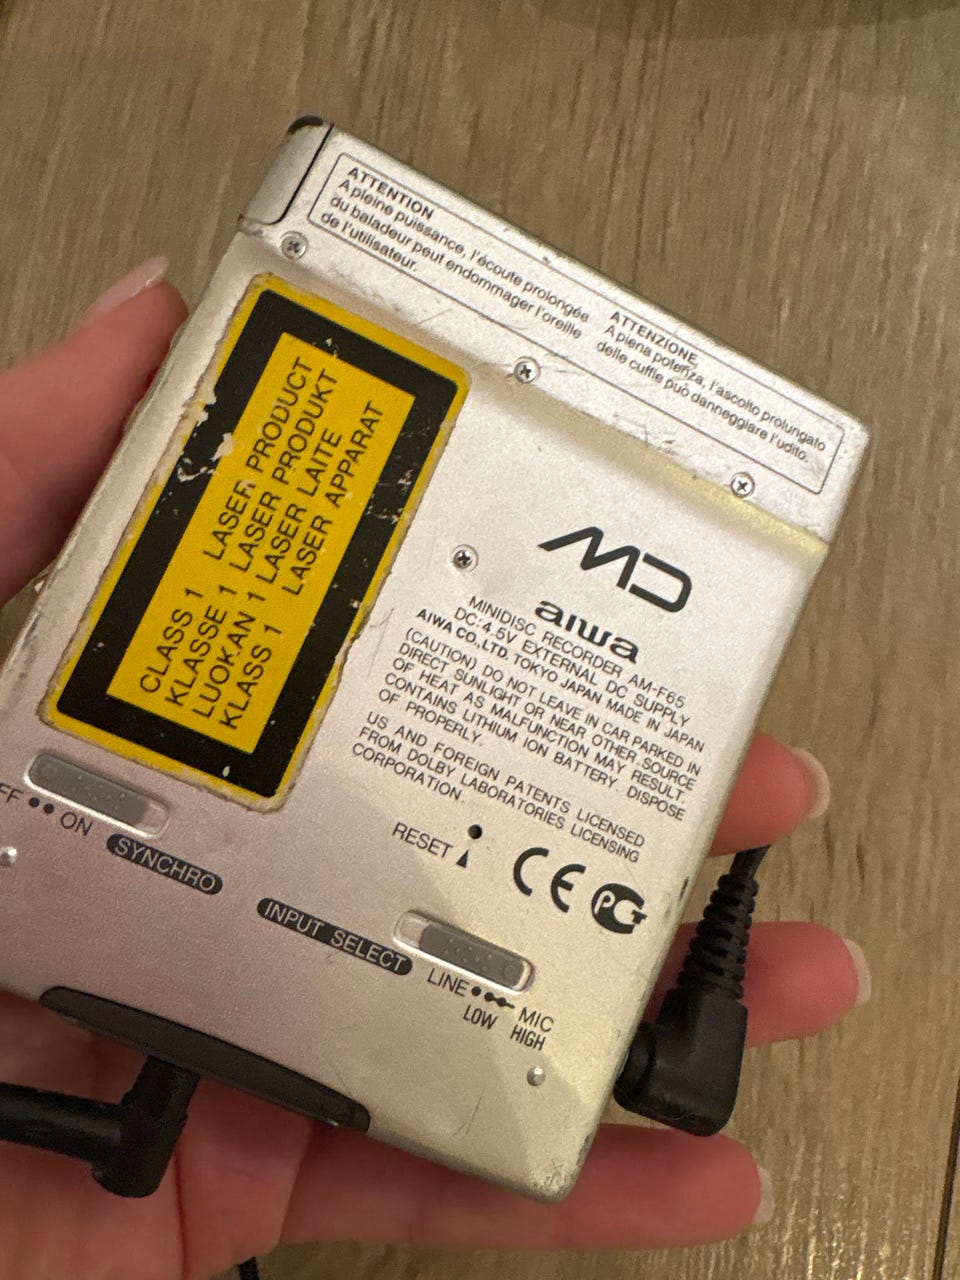 ATTENTION
A pleine puissance, l'écoute prolongée
du baladeur peut endommager l'oreille
de l'utilisateur.
ATTENZIONE
A piena potenza, l'ascolto prolungato
delle cuffie può danneggiare l'udito.
CLASS 1 LASER PRODUCT
KLASSE 1 LASER PRODUKT
LUOKAN 1 LASER LAITE
KLASS 1 LASER APPARAT
MD
aiwa
MINIDISC RECORDER AM-F65
DC:4.5V EXTERNAL DC SUPPLY
AIWA CO.,LTD. TOKYO JAPAN MADE IN JAPAN
(CAUTION) DO NOT LEAVE IN CAR PARKED IN
DIRECT SUNLIGHT OR NEAR OTHER SOURCE
OF HEAT AS MALFUNCTION MAY RESULT.
CONTAINS LITHIUM ION BATTERY. DISPOSE
OF PROPERLY.
US AND FOREIGN PATENTS LICENSED
FROM DOLBY LABORATORIES LICENSING
CORPORATION.
RESET
CE PCT
FF ON
SYNCHRO
INPUT SELECT
LINE MIC
LOW HIGH